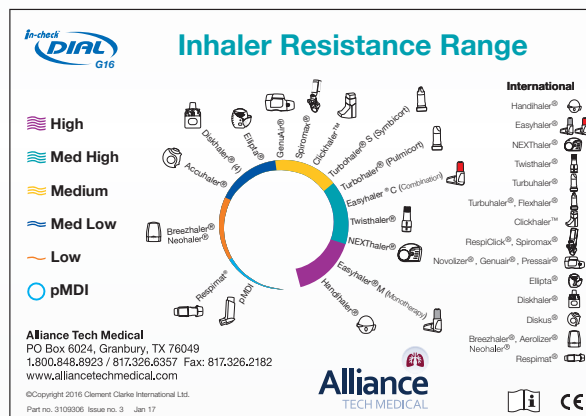 in-check
DIAL
G16
Inhaler Resistance Range
High
Med High
Medium
Med Low
Low
pMDI
pMDI
Respimat®
Breezhaler®
Neohaler®
Accuhaler®
Diskhaler® (4)
Ellipta®
GenuAir®
Spiromax®
Clickhaler™
Turbohaler® S (Symbicort)
Turbohaler® (Pulmicort)
Easyhaler® C (Combination)
Twisthaler®
NEXThaler®
Easyhaler® M (Monotherapy)
Handihaler®
International
Handihaler®
Easyhaler®
NEXThaler®
Twisthaler®
Turbuhaler®
Turbuhaler®, Flexhaler®
Clickhaler™
RespiClick®, Spiromax®
Novolizer®, Genuair®, Pressair®
Ellipta®
Diskhaler®
Diskus®
Breezhaler®, Aerolizer®
Neohaler®
Respimat®
Alliance Tech Medical
PO Box 6024, Granbury, TX 76049
1.800.848.8923 / 817.326.6357 Fax: 817.326.2182
www.alliancetechmedical.com
©Copyright 2016 Clement Clarke International Ltd.
Part no. 3109306 Issue no. 3 Jan 17
Alliance
TECH MEDICAL
i
CE